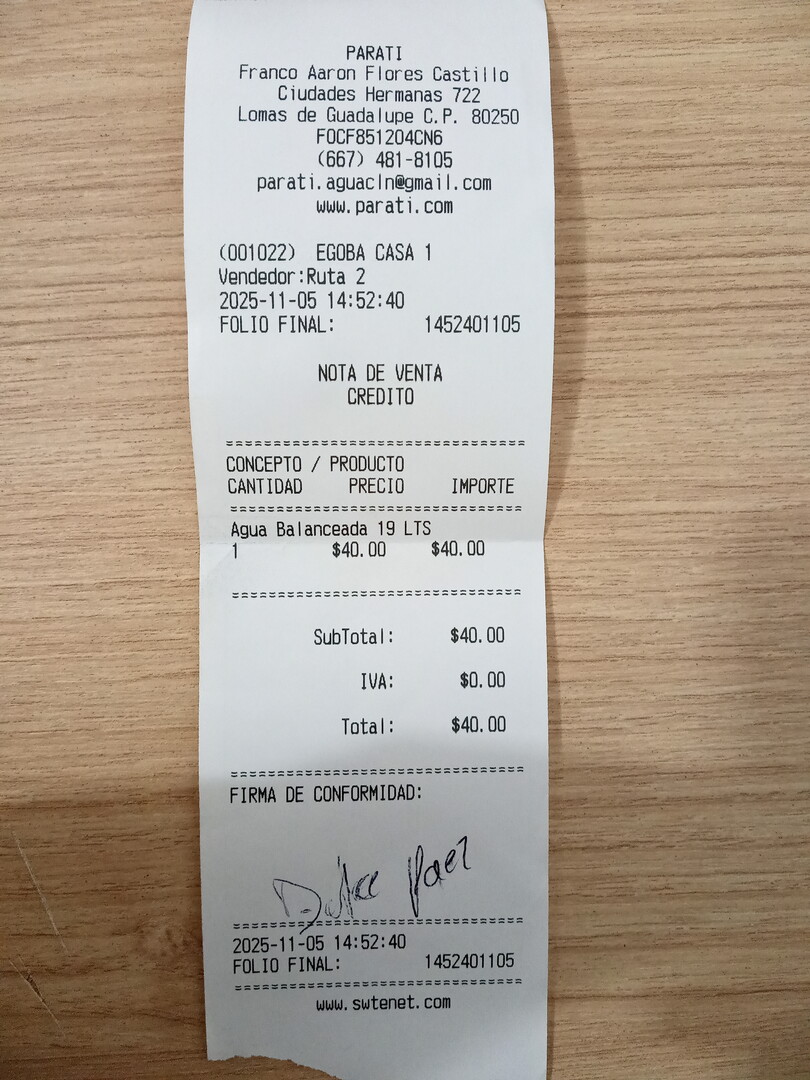 PARATI
Franco Aaron Flores Castillo
Ciudades Hermanas 722
Lomas de Guadalupe C.P. 80250
FOCF851204CN6
(667) 481-8105
parati.aguacln@gmail.com
www.parati.com
(001022) EGOBA CASA 1
Vendedor:Ruta 2
2025-11-05 14:52:40
FOLIO FINAL: 1452401105
NOTA DE VENTA
CREDITO
CONCEPTO / PRODUCTO
CANTIDAD PRECIO IMPORTE
Agua Balanceada 19 LTS
1 $40.00 $40.00
SubTotal: $40.00
IVA: $0.00
Total: $40.00
FIRMA DE CONFORMIDAD:
Dulce Paez
2025-11-05 14:52:40
FOLIO FINAL: 1452401105
www.swtenet.com